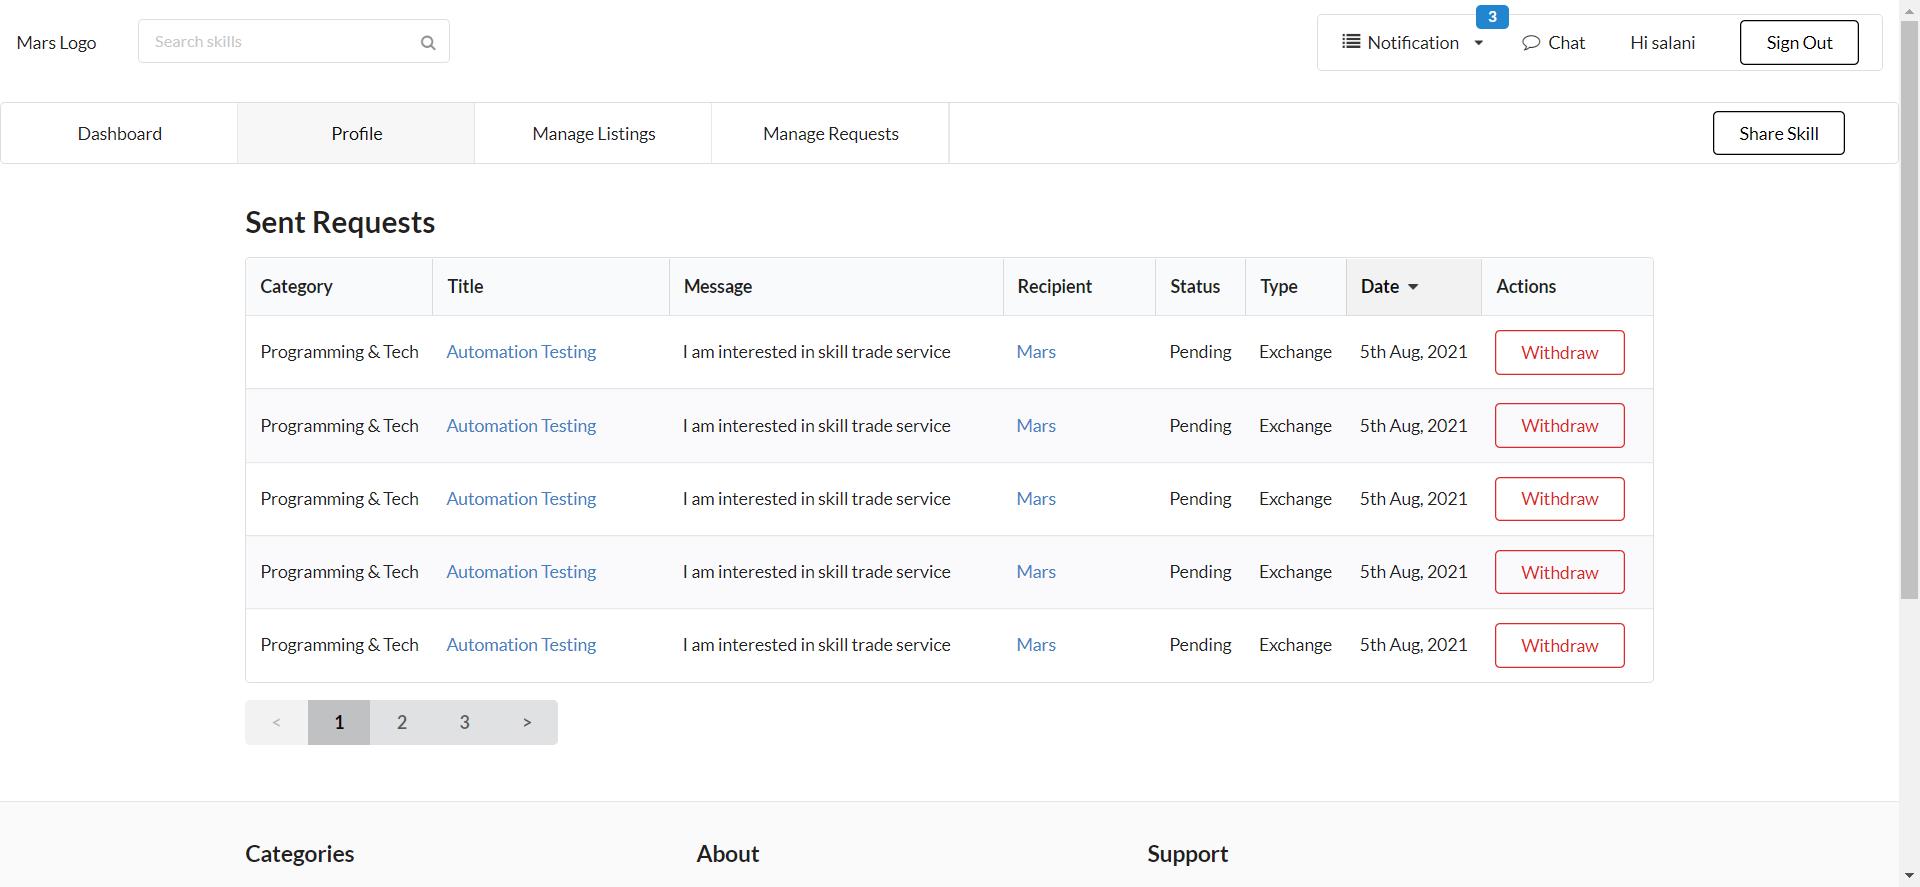 3
Mars Logo Search skills Notification Chat Hi salani Sign Out
Dashboard Profile Manage Listings Manage Requests Share Skill
Sent Requests
Category Title Message Recipient Status Type Date Actions
Programming & Tech Automation Testing I am interested in skill trade service Mars Pending Exchange 5th Aug, 2021 Withdraw
Programming & Tech Automation Testing I am interested in skill trade service Mars Pending Exchange 5th Aug, 2021 Withdraw
Programming & Tech Automation Testing I am interested in skill trade service Mars Pending Exchange 5th Aug, 2021 Withdraw
Programming & Tech Automation Testing I am interested in skill trade service Mars Pending Exchange 5th Aug, 2021 Withdraw
Programming & Tech Automation Testing I am interested in skill trade service Mars Pending Exchange 5th Aug, 2021 Withdraw
< 1 2 3 >
Categories About Support